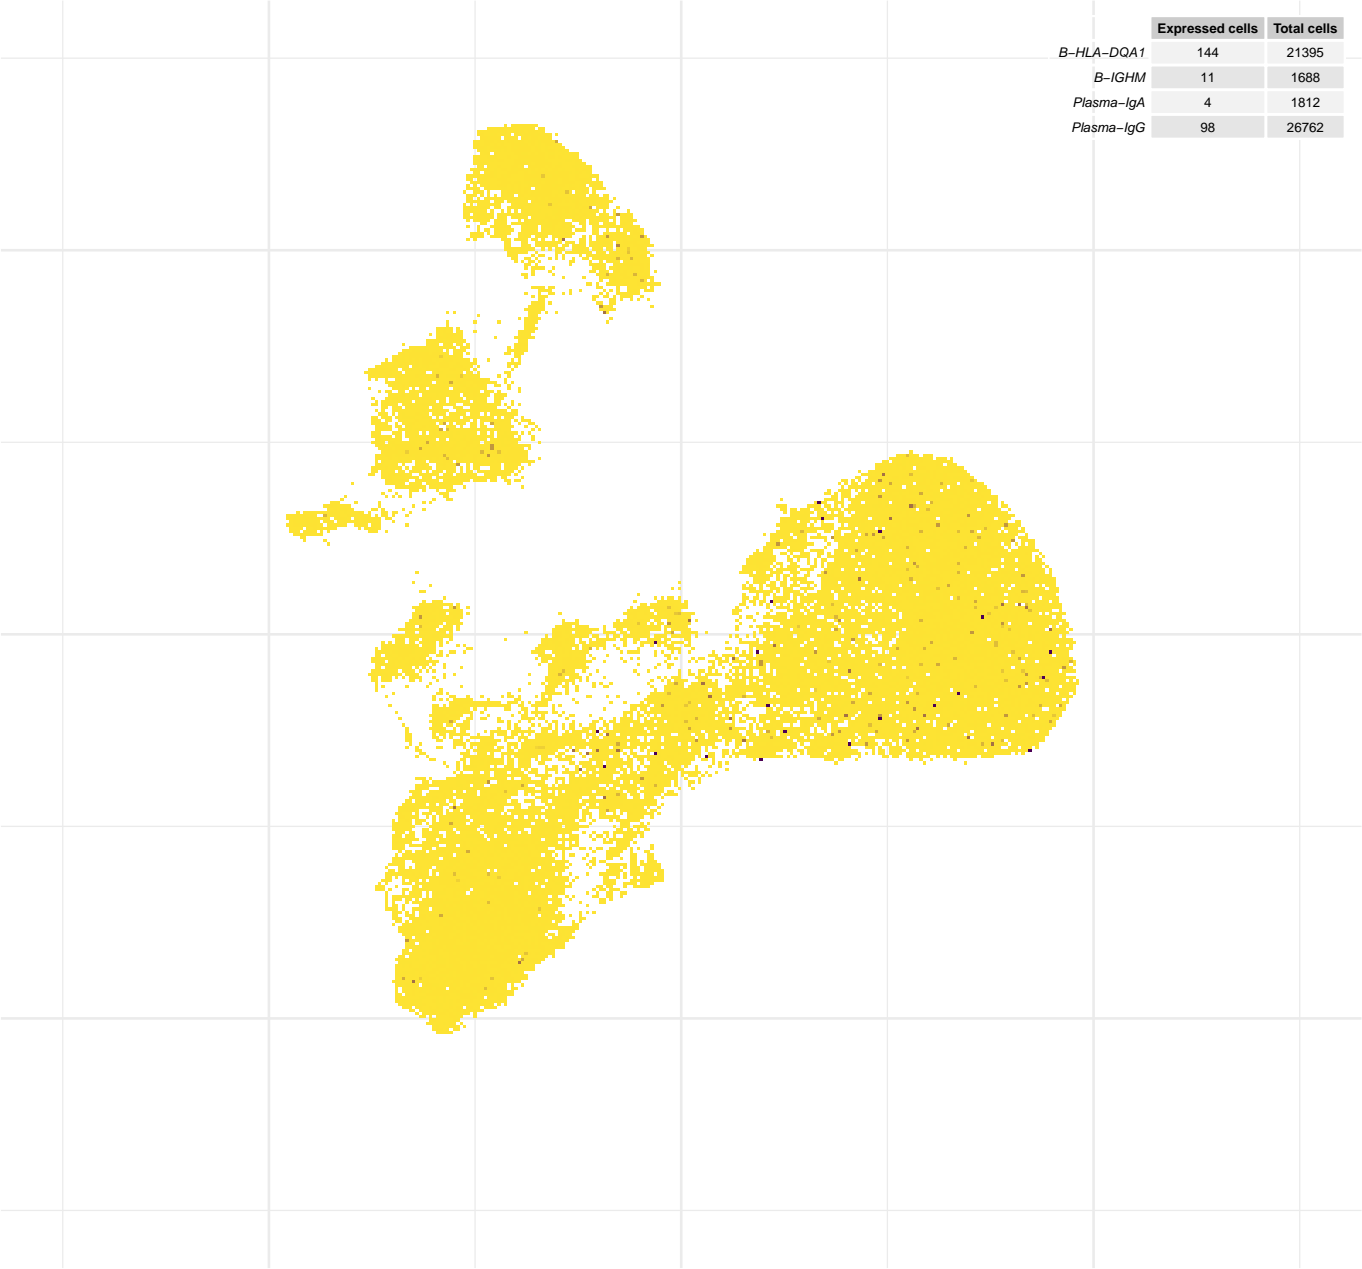 Expressed cells Total cells
B−HLA−DQA1 144 21395
B−IGHM 11 1688
Plasma−IgA 4 1812
Plasma−IgG 98 26762